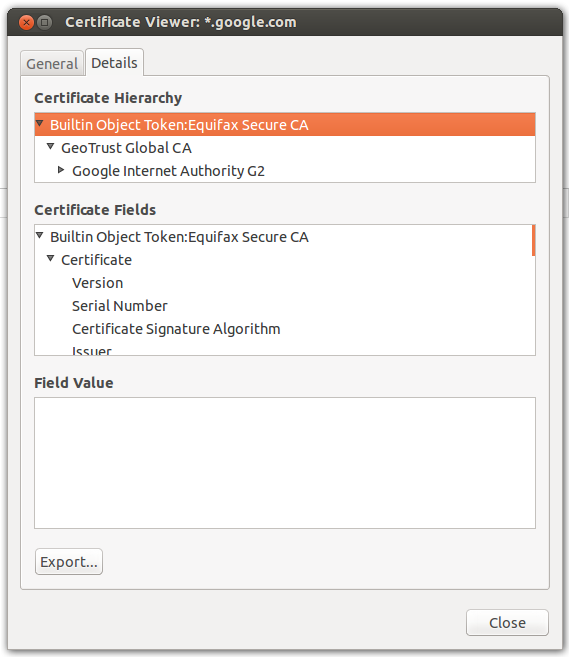 Certificate Viewer: *.google.com
General Details
Certificate Hierarchy
Builtin Object Token:Equifax Secure CA
GeoTrust Global CA
Google Internet Authority G2
Certificate Fields
Builtin Object Token:Equifax Secure CA
Certificate
Version
Serial Number
Certificate Signature Algorithm
Issuer
Field Value
Export...
Close